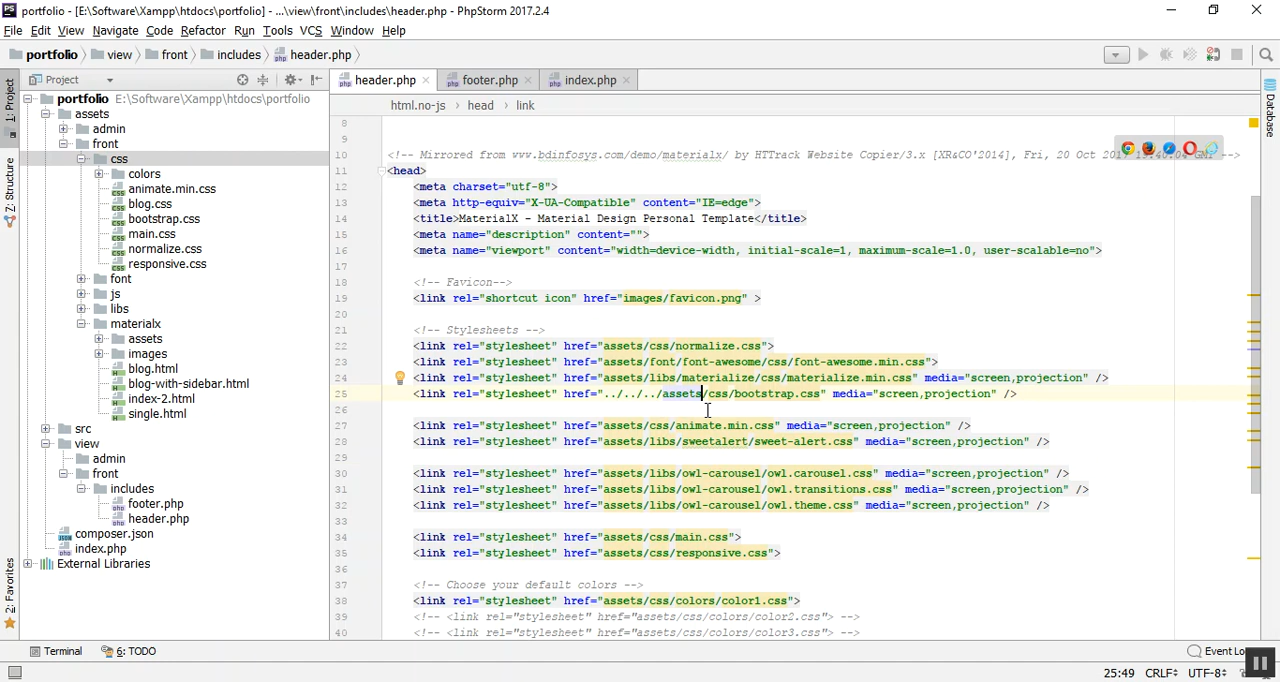 portfolio - [E:\Software\Xampp\htdocs\portfolio] - ...\view\front\includes\header.php - PhpStorm 2017.2.4
File Edit View Navigate Code Refactor Run Tools VCS Window Help
portfolio view front includes header.php
Project
header.php footer.php index.php
html.no-js head link
1: Project
7: Structure
2: Favorites
Database
portfolio E:\Software\Xampp\htdocs\portfolio
assets
admin
front
css
colors
animate.min.css
blog.css
bootstrap.css
main.css
normalize.css
responsive.css
font
js
libs
materialx
assets
images
blog.html
blog-with-sidebar.html
index-2.html
single.html
src
view
admin
front
includes
footer.php
header.php
composer.json
index.php
External Libraries
8
9
10 <!-- Mirrored from www.bdinfosys.com/demo/materialx/ by HTTrack Website Copier/3.x [XR&CO'2014], Fri, 20 Oct -->
11 <head>
12 <meta charset="utf-8">
13 <meta http-equiv="X-UA-Compatible" content="IE=edge">
14 <title>MaterialX - Material Design Personal Template</title>
15 <meta name="description" content="">
16 <meta name="viewport" content="width=device-width, initial-scale=1, maximum-scale=1.0, user-scalable=no">
17
18 <!-- Favicon-->
19 <link rel="shortcut icon" href="images/favicon.png" >
20
21 <!-- Stylesheets -->
22 <link rel="stylesheet" href="assets/css/normalize.css">
23 <link rel="stylesheet" href="assets/font/font-awesome/css/font-awesome.min.css">
24 <link rel="stylesheet" href="assets/libs/materialize/css/materialize.min.css" media="screen,projection" />
25 <link rel="stylesheet" href="../../../assets/css/bootstrap.css" media="screen,projection" />
26
27 <link rel="stylesheet" href="assets/css/animate.min.css" media="screen,projection" />
28 <link rel="stylesheet" href="assets/libs/sweetalert/sweet-alert.css" media="screen,projection" />
29
30 <link rel="stylesheet" href="assets/libs/owl-carousel/owl.carousel.css" media="screen,projection" />
31 <link rel="stylesheet" href="assets/libs/owl-carousel/owl.transitions.css" media="screen,projection" />
32 <link rel="stylesheet" href="assets/libs/owl-carousel/owl.theme.css" media="screen,projection" />
33
34 <link rel="stylesheet" href="assets/css/main.css">
35 <link rel="stylesheet" href="assets/css/responsive.css">
36
37 <!-- Choose your default colors -->
38 <link rel="stylesheet" href="assets/css/colors/color1.css">
39 <!-- <link rel="stylesheet" href="assets/css/colors/color2.css"> -->
40 <!-- <link rel="stylesheet" href="assets/css/colors/color3.css"> -->
Terminal 6: TODO Event Lo
25:49 CRLF UTF-8